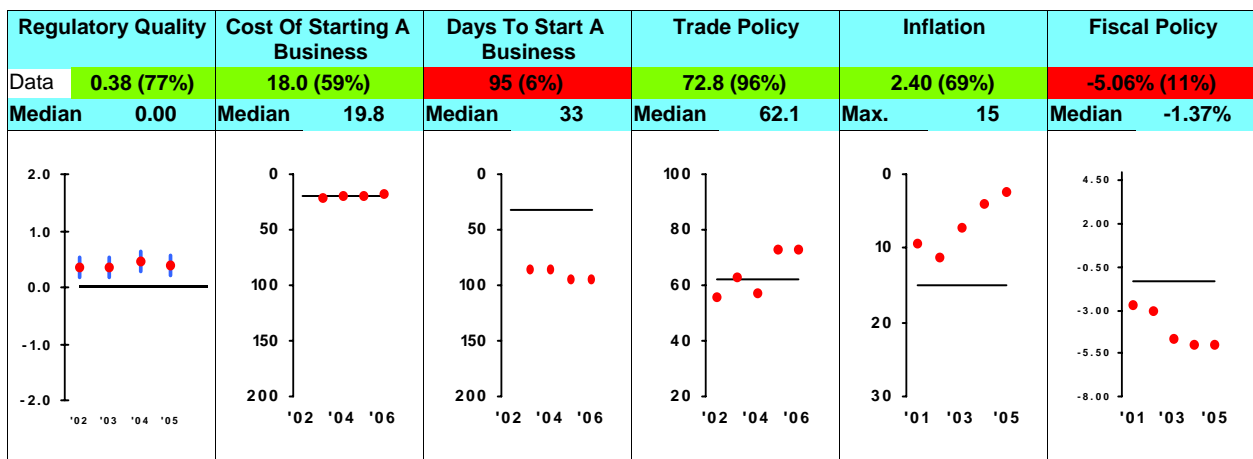 Regulatory Quality
Cost Of Starting A
Business
Days To Start A
Business
Trade Policy
Inflation
Fiscal Policy
Data 0.38 (77%) 18.0 (59%) 95 (6%) 72.8 (96%) 2.40 (69%) -5.06% (11%)
Median 0.00 Median 19.8 Median 33 Median 62.1 Max. 15 Median -1.37%
2.0
1.0
0.0
-1.0
-2.0
'02 '03 '04 '05
0
50
100
150
200
'02 '04 '06
0
50
100
150
200
'02 '04 '06
100
80
60
40
20
'02 '04 '06
0
10
20
30
'01 '03 '05
4.50
2.00
-0.50
-3.00
-5.50
-8.00
'01 '03 '05